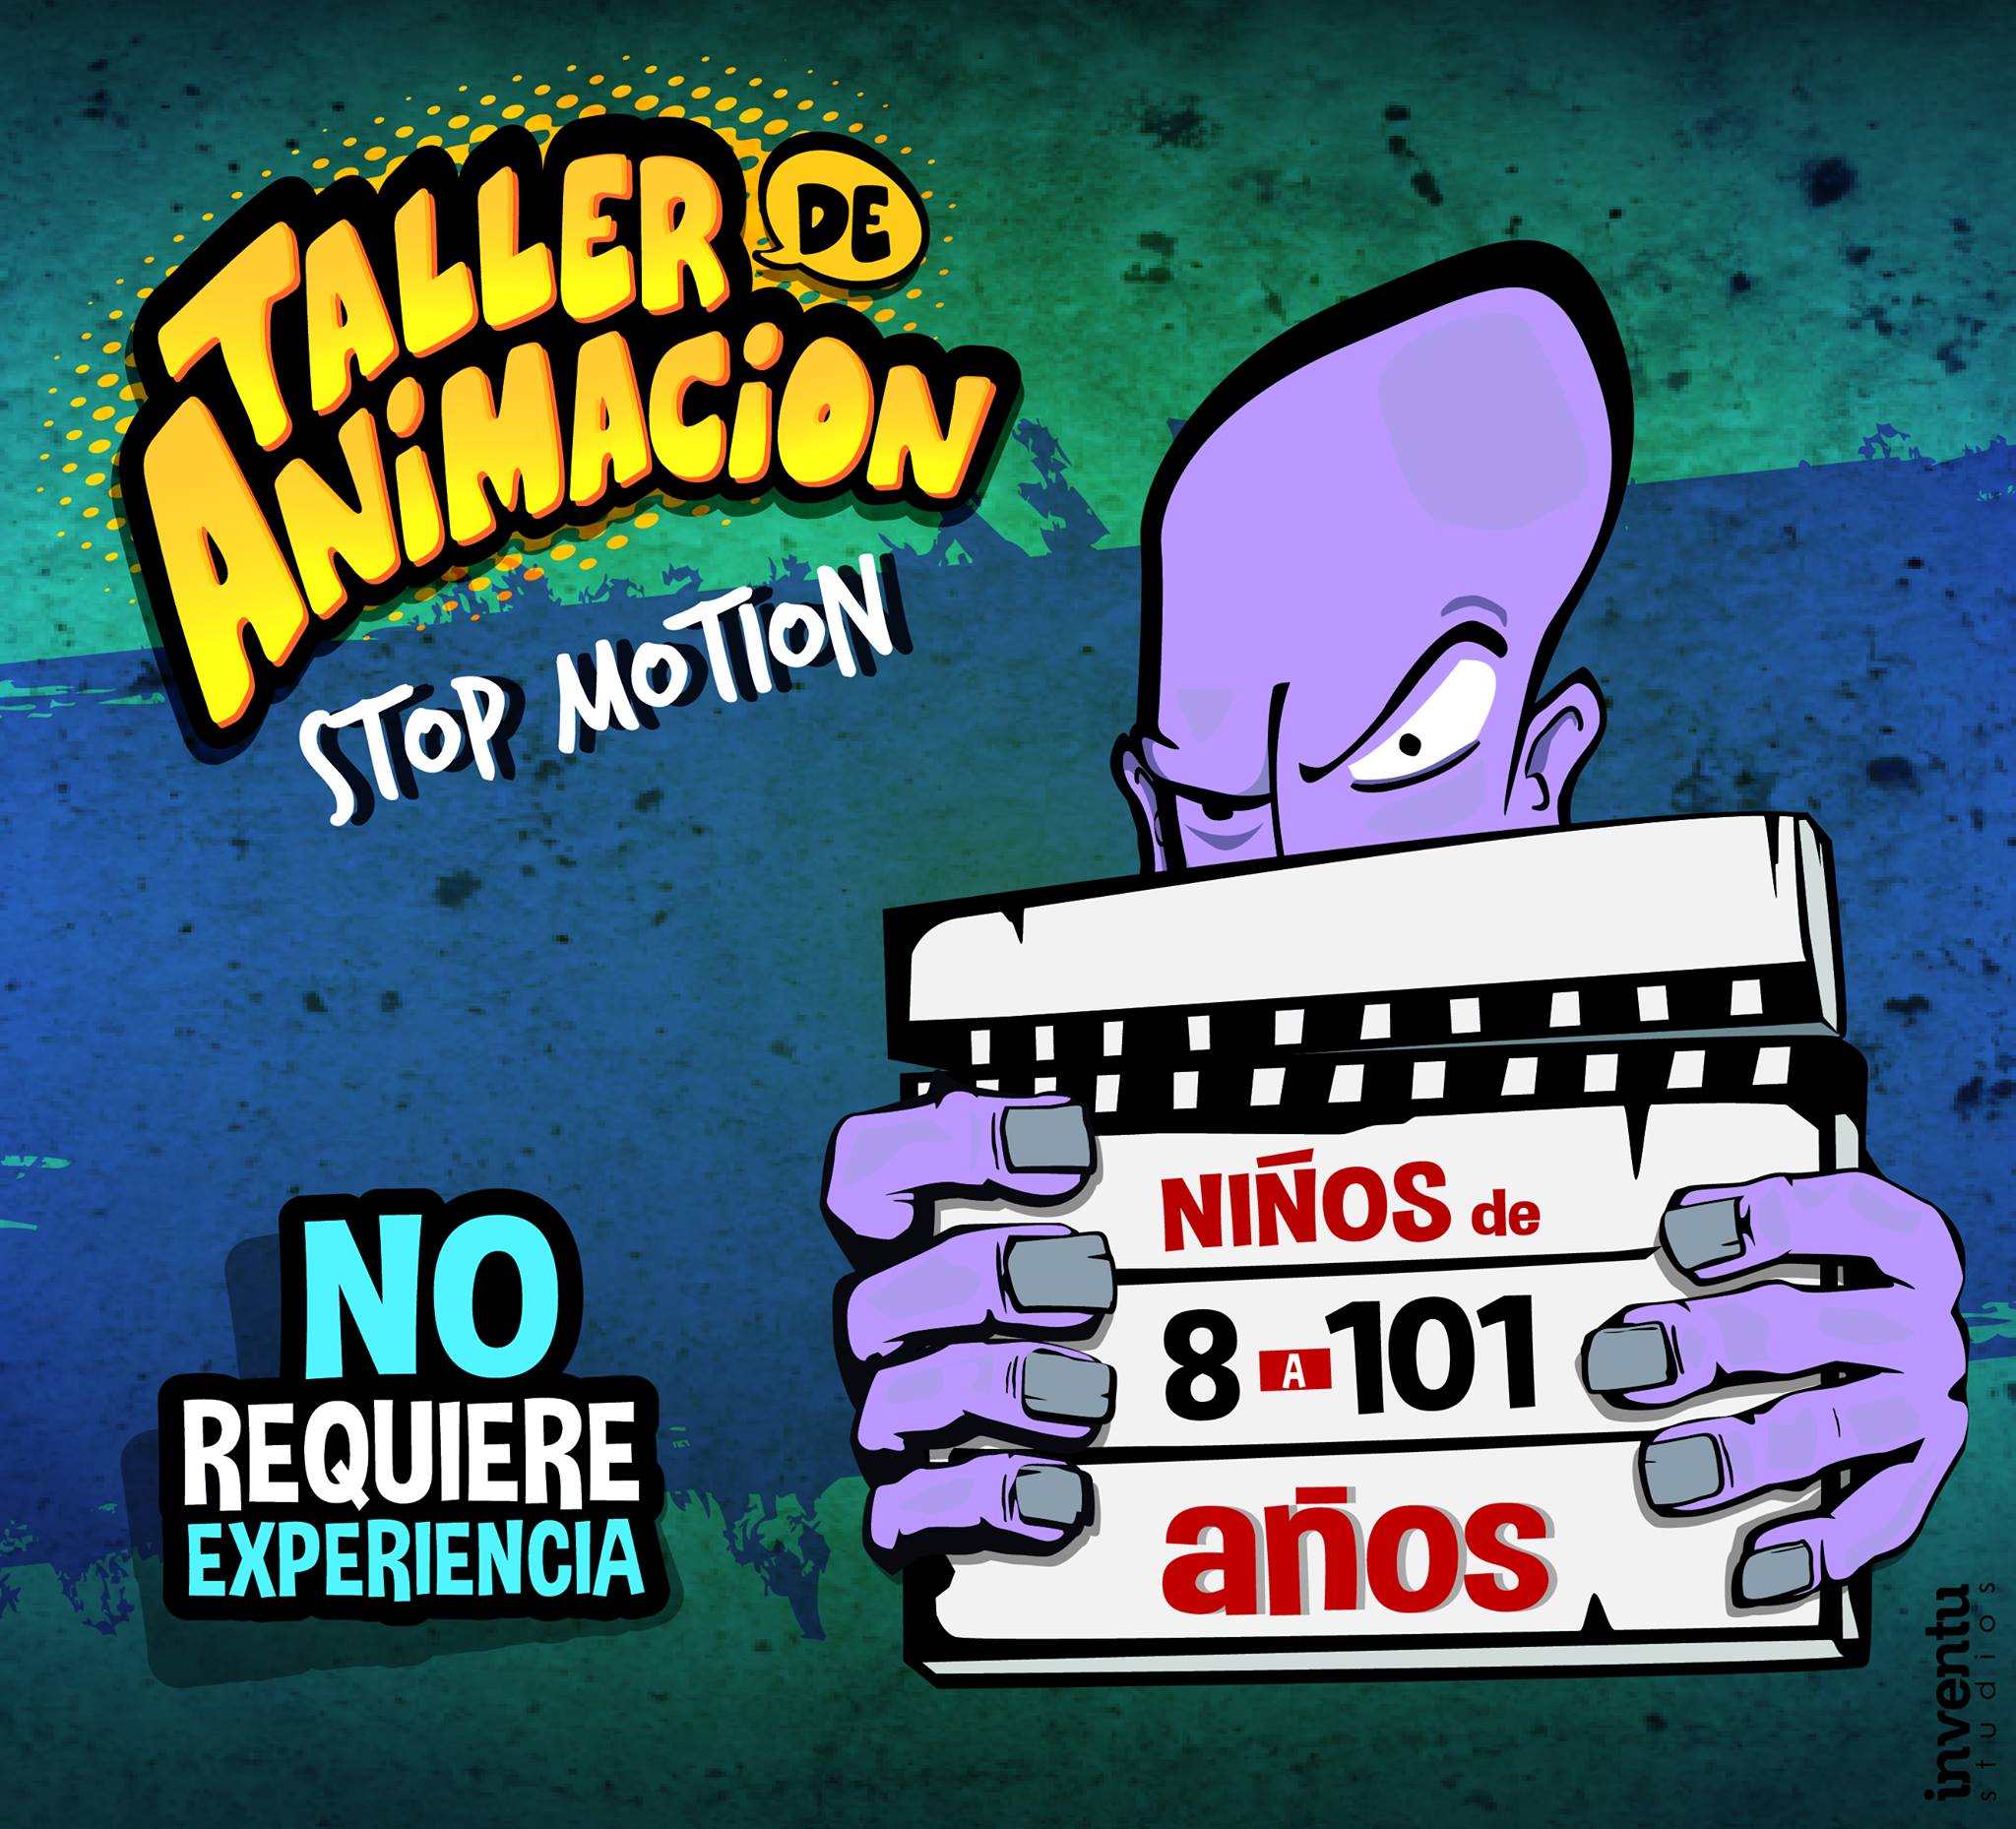 TALLER DE
ANiMACiON
STOP MOTION
NIÑOS de
8 A 101
años
NO
REQUIERE
EXPERIENCIA
inventu
studios